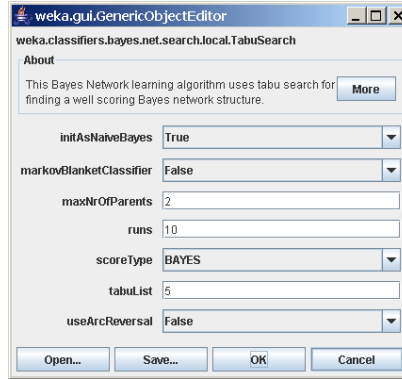 weka.gui.GenericObjectEditor
weka.classifiers.bayes.net.search.local.TabuSearch
About
This Bayes Network learning algorithm uses tabu search for
finding a well scoring Bayes network structure.
More
initAsNaiveBayes True
markovBlanketClassifier False
maxNrOfParents 2
runs 10
scoreType BAYES
tabuList 5
useArcReversal False
Open... Save... OK Cancel